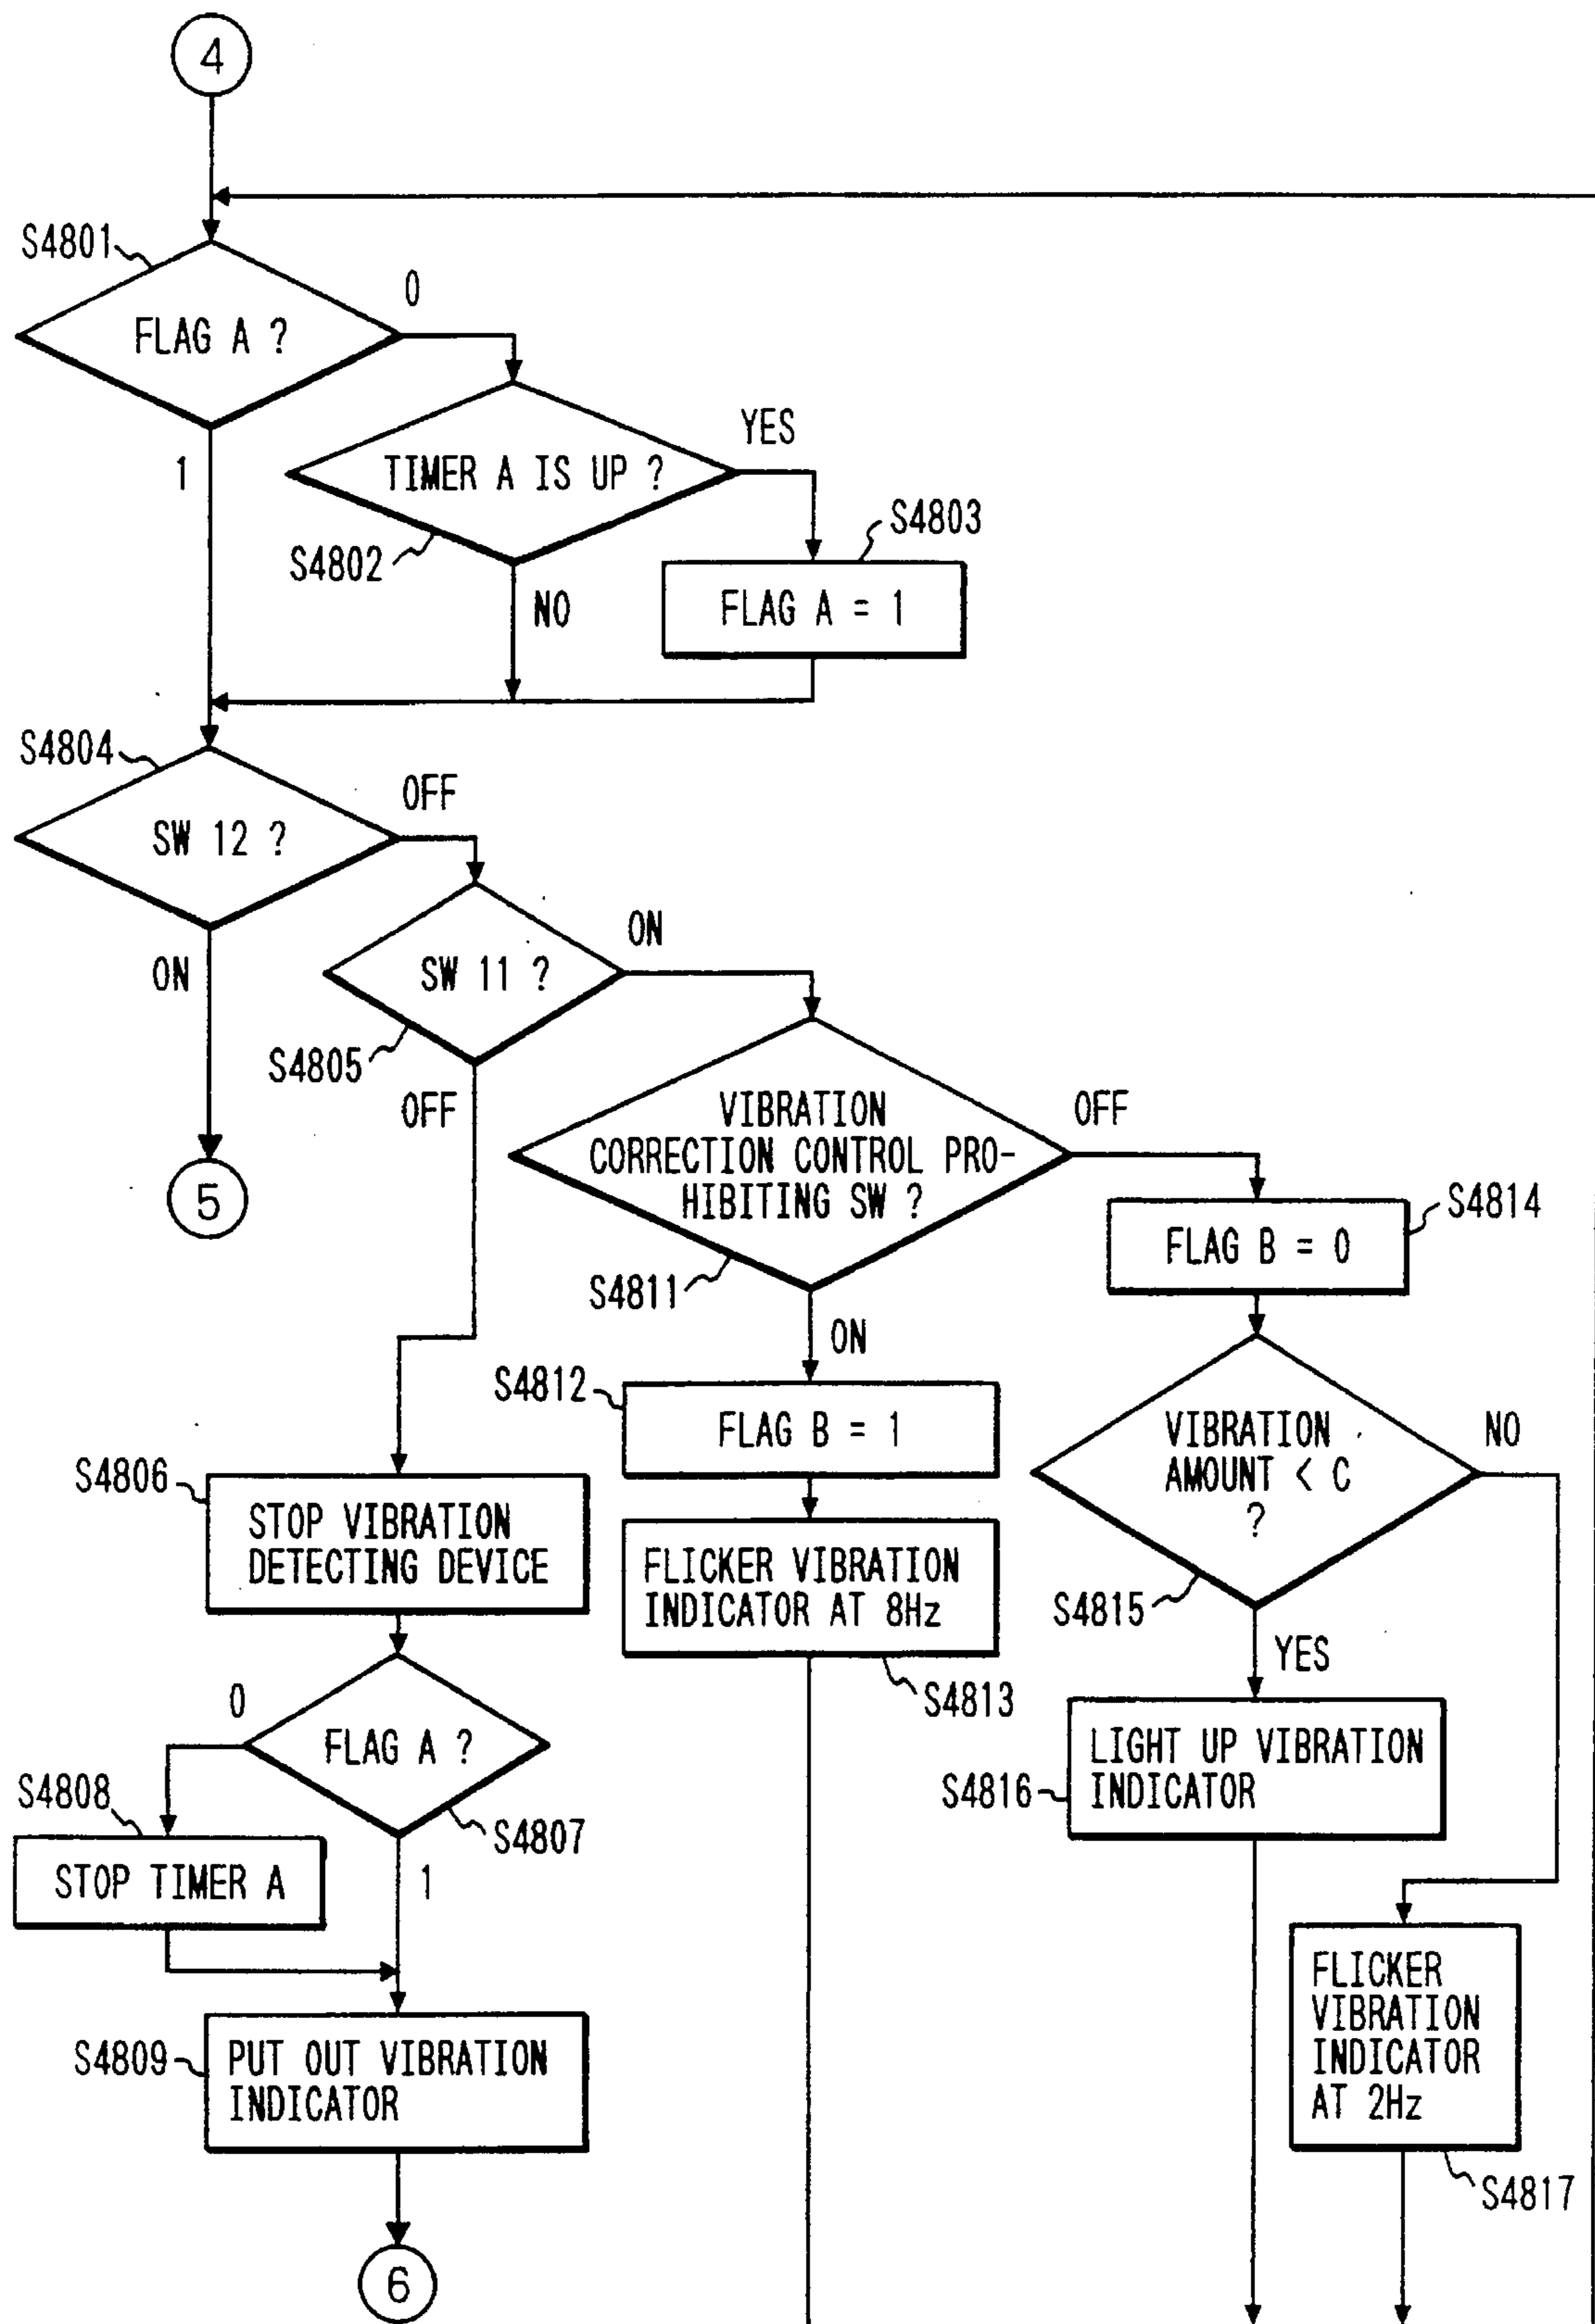 4
S4801
FLAG A ?
0
1
TIMER A IS UP ?
YES
S4802
NO
S4803
FLAG A = 1
S4804
SW 12 ?
OFF
ON
5
SW 11 ?
ON
S4805
OFF
VIBRATION
CORRECTION CONTROL PRO-
HIBITING SW ?
OFF
S4811
ON
S4814
FLAG B = 0
S4812
FLAG B = 1
VIBRATION
AMOUNT < C
?
NO
S4815
YES
S4806
STOP VIBRATION
DETECTING DEVICE
FLICKER VIBRATION
INDICATOR AT 8Hz
S4813
0
FLAG A ?
S4807
1
S4808
STOP TIMER A
S4816
LIGHT UP VIBRATION
INDICATOR
S4809
PUT OUT VIBRATION
INDICATOR
FLICKER
VIBRATION
INDICATOR
AT 2Hz
S4817
6